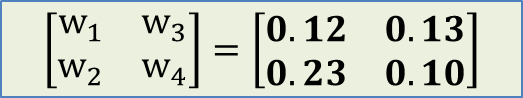 [w₁ w₃] = [0.12 0.13]
[w₂ w₄] [0.23 0.10]